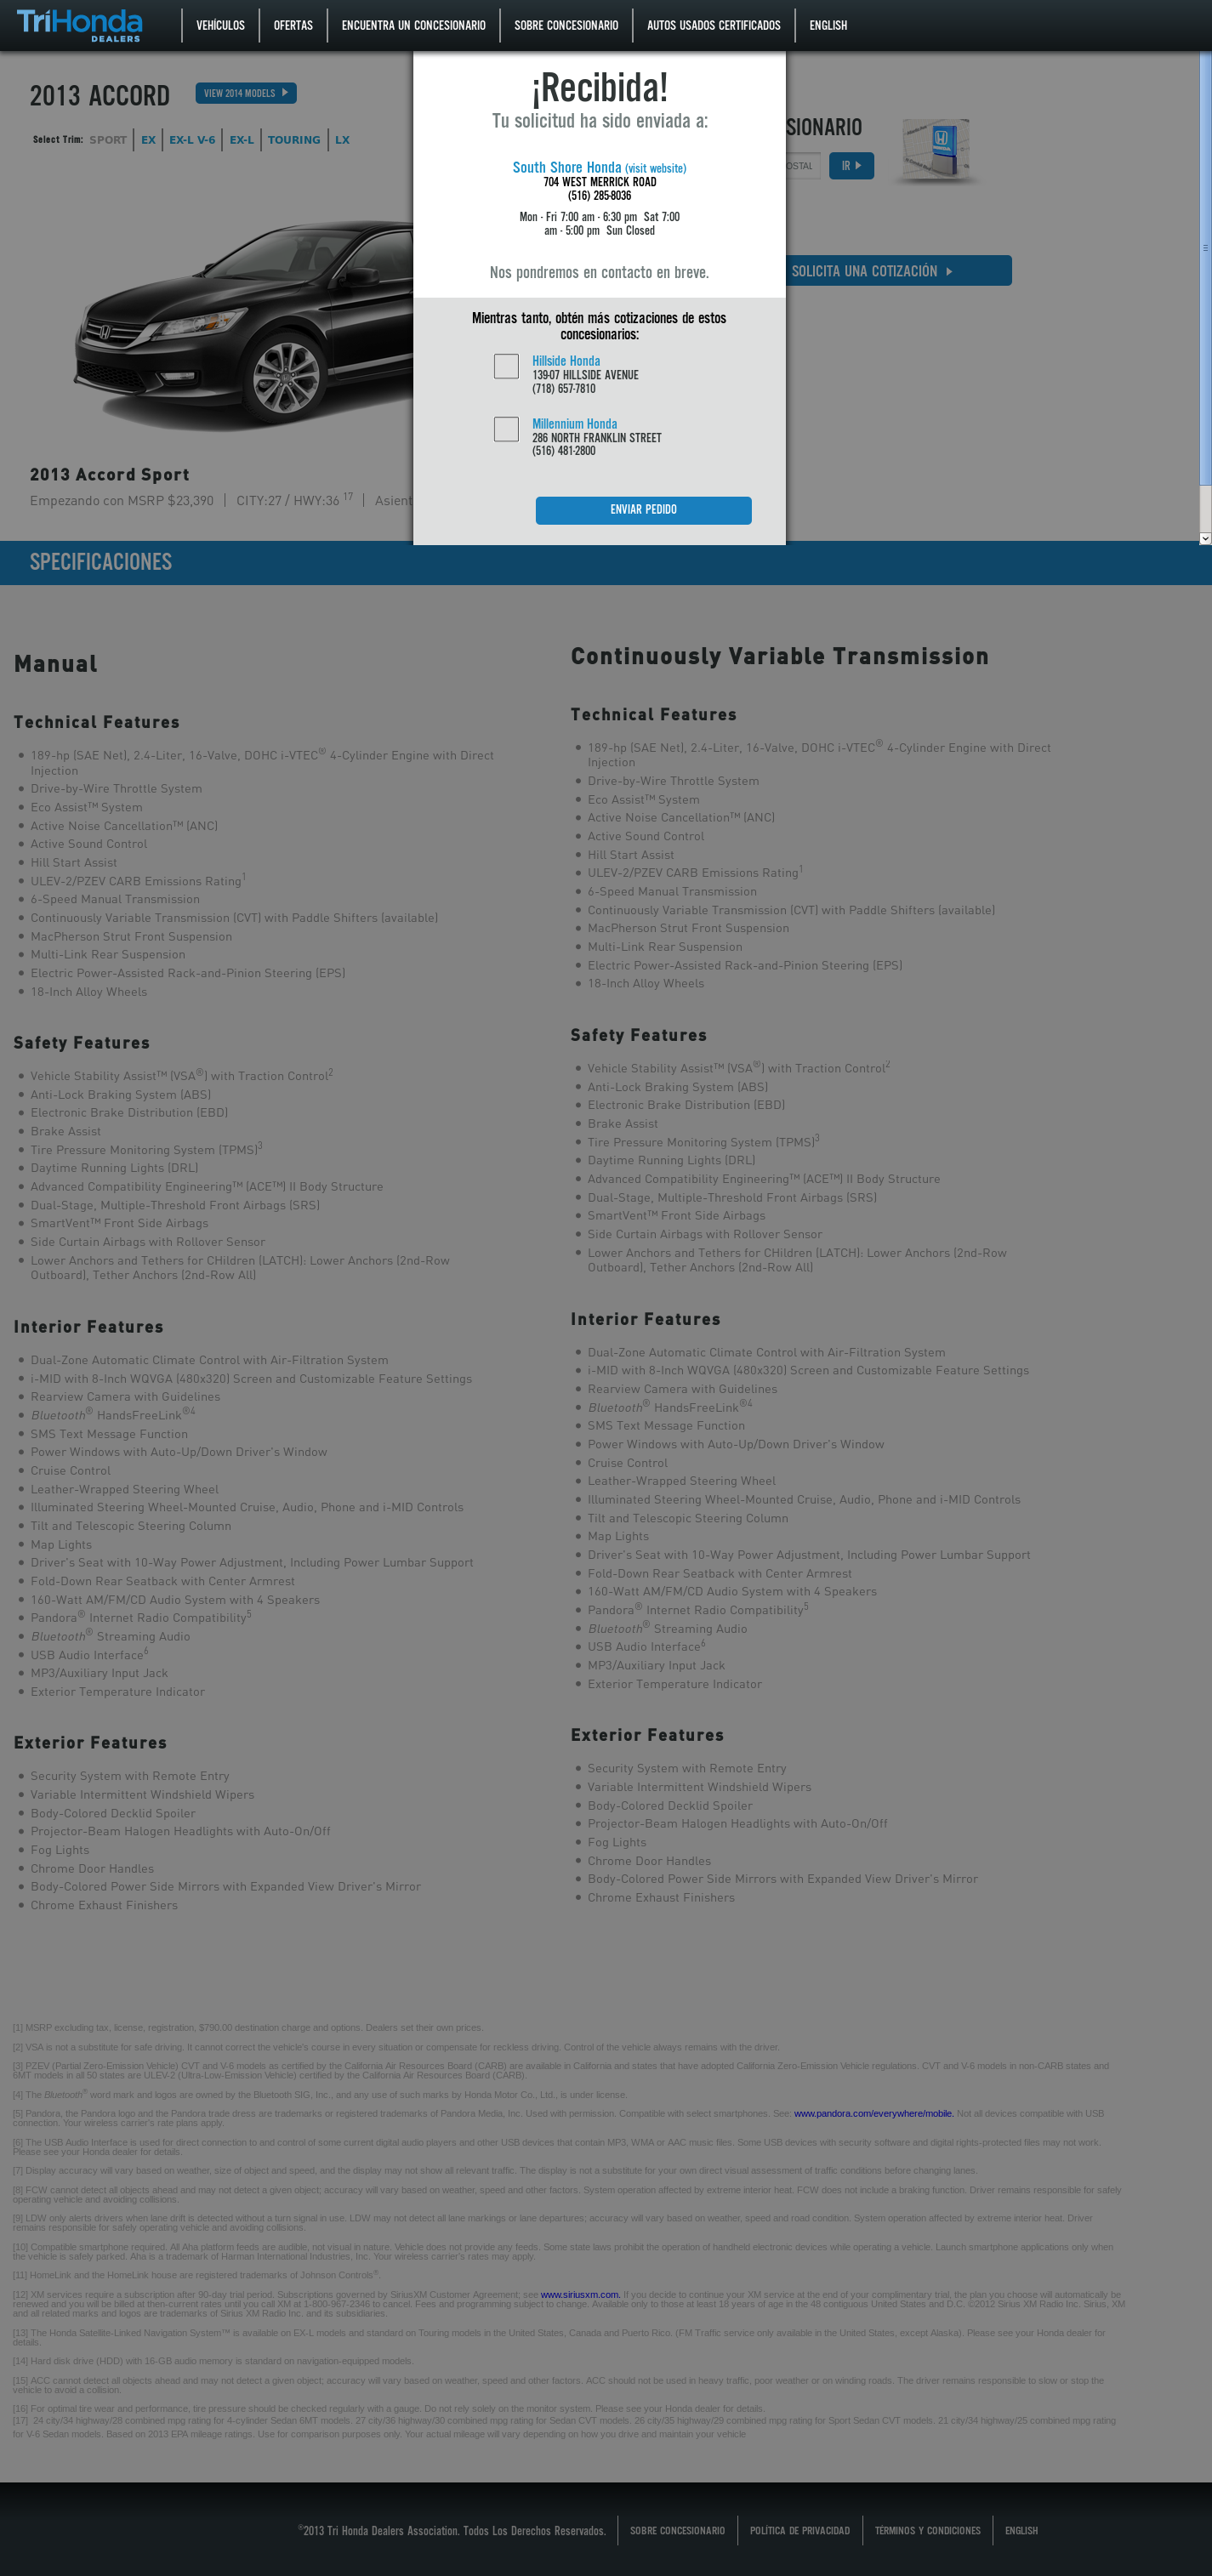 TriHonda
DEALERS
VEHÍCULOS
OFERTAS
ENCUENTRA UN CONCESIONARIO
SOBRE CONCESIONARIO
AUTOS USADOS CERTIFICADOS
ENGLISH
2013 ACCORD
VIEW 2014 MODELS
Select Trim: SPORT EX EX-L V-6 EX-L TOURING LX
¡Recibida!
Tu solicitud ha sido enviada a:
South Shore Honda (visit website)
704 WEST MERRICK ROAD
(516) 285-8036
Mon - Fri 7:00 am - 6:30 pm Sat 7:00
am - 5:00 pm Sun Closed
Nos pondremos en contacto en breve.
Mientras tanto, obtén más cotizaciones de estos
concesionarios:
Hillside Honda
139-07 HILLSIDE AVENUE
(718) 657-7810
Millennium Honda
286 NORTH FRANKLIN STREET
(516) 481-2800
ENVIAR PEDIDO
SIONARIO
OSTAL
IR
SOLICITA UNA COTIZACIÓN
2013 Accord Sport
Empezando con MSRP $23,390 | CITY:27 / HWY:36 17 | Asient
SPECIFICACIONES
Manual
Technical Features
189-hp (SAE Net), 2.4-Liter, 16-Valve, DOHC i-VTEC® 4-Cylinder Engine with Direct
Injection
Drive-by-Wire Throttle System
Eco Assist™ System
Active Noise Cancellation™ (ANC)
Active Sound Control
Hill Start Assist
ULEV-2/PZEV CARB Emissions Rating1
6-Speed Manual Transmission
Continuously Variable Transmission (CVT) with Paddle Shifters (available)
MacPherson Strut Front Suspension
Multi-Link Rear Suspension
Electric Power-Assisted Rack-and-Pinion Steering (EPS)
18-Inch Alloy Wheels
Safety Features
Vehicle Stability Assist™ (VSA®) with Traction Control2
Anti-Lock Braking System (ABS)
Electronic Brake Distribution (EBD)
Brake Assist
Tire Pressure Monitoring System (TPMS)3
Daytime Running Lights (DRL)
Advanced Compatibility Engineering™ (ACE™) II Body Structure
Dual-Stage, Multiple-Threshold Front Airbags (SRS)
SmartVent™ Front Side Airbags
Side Curtain Airbags with Rollover Sensor
Lower Anchors and Tethers for CHildren (LATCH): Lower Anchors (2nd-Row
Outboard), Tether Anchors (2nd-Row All)
Interior Features
Dual-Zone Automatic Climate Control with Air-Filtration System
i-MID with 8-Inch WQVGA (480x320) Screen and Customizable Feature Settings
Rearview Camera with Guidelines
Bluetooth® HandsFreeLink®4
SMS Text Message Function
Power Windows with Auto-Up/Down Driver's Window
Cruise Control
Leather-Wrapped Steering Wheel
Illuminated Steering Wheel-Mounted Cruise, Audio, Phone and i-MID Controls
Tilt and Telescopic Steering Column
Map Lights
Driver's Seat with 10-Way Power Adjustment, Including Power Lumbar Support
Fold-Down Rear Seatback with Center Armrest
160-Watt AM/FM/CD Audio System with 4 Speakers
Pandora® Internet Radio Compatibility5
Bluetooth® Streaming Audio
USB Audio Interface6
MP3/Auxiliary Input Jack
Exterior Temperature Indicator
Exterior Features
Security System with Remote Entry
Variable Intermittent Windshield Wipers
Body-Colored Decklid Spoiler
Projector-Beam Halogen Headlights with Auto-On/Off
Fog Lights
Chrome Door Handles
Body-Colored Power Side Mirrors with Expanded View Driver's Mirror
Chrome Exhaust Finishers
Continuously Variable Transmission
Technical Features
189-hp (SAE Net), 2.4-Liter, 16-Valve, DOHC i-VTEC® 4-Cylinder Engine with Direct
Injection
Drive-by-Wire Throttle System
Eco Assist™ System
Active Noise Cancellation™ (ANC)
Active Sound Control
Hill Start Assist
ULEV-2/PZEV CARB Emissions Rating1
6-Speed Manual Transmission
Continuously Variable Transmission (CVT) with Paddle Shifters (available)
MacPherson Strut Front Suspension
Multi-Link Rear Suspension
Electric Power-Assisted Rack-and-Pinion Steering (EPS)
18-Inch Alloy Wheels
Safety Features
Vehicle Stability Assist™ (VSA®) with Traction Control2
Anti-Lock Braking System (ABS)
Electronic Brake Distribution (EBD)
Brake Assist
Tire Pressure Monitoring System (TPMS)3
Daytime Running Lights (DRL)
Advanced Compatibility Engineering™ (ACE™) II Body Structure
Dual-Stage, Multiple-Threshold Front Airbags (SRS)
SmartVent™ Front Side Airbags
Side Curtain Airbags with Rollover Sensor
Lower Anchors and Tethers for CHildren (LATCH): Lower Anchors (2nd-Row
Outboard), Tether Anchors (2nd-Row All)
Interior Features
Dual-Zone Automatic Climate Control with Air-Filtration System
i-MID with 8-Inch WQVGA (480x320) Screen and Customizable Feature Settings
Rearview Camera with Guidelines
Bluetooth® HandsFreeLink®4
SMS Text Message Function
Power Windows with Auto-Up/Down Driver's Window
Cruise Control
Leather-Wrapped Steering Wheel
Illuminated Steering Wheel-Mounted Cruise, Audio, Phone and i-MID Controls
Tilt and Telescopic Steering Column
Map Lights
Driver's Seat with 10-Way Power Adjustment, Including Power Lumbar Support
Fold-Down Rear Seatback with Center Armrest
160-Watt AM/FM/CD Audio System with 4 Speakers
Pandora® Internet Radio Compatibility5
Bluetooth® Streaming Audio
USB Audio Interface6
MP3/Auxiliary Input Jack
Exterior Temperature Indicator
Exterior Features
Security System with Remote Entry
Variable Intermittent Windshield Wipers
Body-Colored Decklid Spoiler
Projector-Beam Halogen Headlights with Auto-On/Off
Fog Lights
Chrome Door Handles
Body-Colored Power Side Mirrors with Expanded View Driver's Mirror
Chrome Exhaust Finishers
[1] MSRP excluding tax, license, registration, $790.00 destination charge and options. Dealers set their own prices.
[2] VSA is not a substitute for safe driving. It cannot correct the vehicle's course in every situation or compensate for reckless driving. Control of the vehicle always remains with the driver.
[3] PZEV (Partial Zero-Emission Vehicle) CVT and V-6 models as certified by the California Air Resources Board (CARB) are available in California and states that have adopted California Zero-Emission Vehicle regulations. CVT and V-6 models in non-CARB states and
6MT models in all 50 states are ULEV-2 (Ultra-Low-Emission Vehicle) certified by the California Air Resources Board (CARB).
[4] The Bluetooth® word mark and logos are owned by the Bluetooth SIG, Inc., and any use of such marks by Honda Motor Co., Ltd., is under license.
[5] Pandora, the Pandora logo and the Pandora trade dress are trademarks or registered trademarks of Pandora Media, Inc. Used with permission. Compatible with select smartphones. See: www.pandora.com/everywhere/mobile. Not all devices compatible with USB
connection. Your wireless carrier's rate plans apply.
[6] The USB Audio Interface is used for direct connection to and control of some current digital audio players and other USB devices that contain MP3, WMA or AAC music files. Some USB devices with security software and digital rights-protected files may not work.
Please see your Honda dealer for details.
[7] Display accuracy will vary based on weather, size of object and speed, and the display may not show all relevant traffic. The display is not a substitute for your own direct visual assessment of traffic conditions before changing lanes.
[8] FCW cannot detect all objects ahead and may not detect a given object; accuracy will vary based on weather, speed and other factors. System operation affected by extreme interior heat. FCW does not include a braking function. Driver remains responsible for safely
operating vehicle and avoiding collisions.
[9] LDW only alerts drivers when lane drift is detected without a turn signal in use. LDW may not detect all lane markings or lane departures; accuracy will vary based on weather, speed and road condition. System operation affected by extreme interior heat. Driver
remains responsible for safely operating vehicle and avoiding collisions.
[10] Compatible smartphone required. All Aha platform feeds are audible, not visual in nature. Vehicle does not provide any feeds. Some state laws prohibit the operation of handheld electronic devices while operating a vehicle. Launch smartphone applications only when
the vehicle is safely parked. Aha is a trademark of Harman International Industries, Inc. Your wireless carrier's rates may apply.
[11] HomeLink and the HomeLink house are registered trademarks of Johnson Controls®.
[12] XM services require a subscription after 90-day trial period. Subscriptions governed by SiriusXM Customer Agreement; see www.siriusxm.com. If you decide to continue your XM service at the end of your complimentary trial, the plan you choose will automatically be
renewed and you will be billed at then-current rates until you call XM at 1-800-967-2346 to cancel. Fees and programming subject to change. Available only to those at least 18 years of age in the 48 contiguous United States and D.C. ©2012 Sirius XM Radio Inc. Sirius, XM
and all related marks and logos are trademarks of Sirius XM Radio Inc. and its subsidiaries.
[13] The Honda Satellite-Linked Navigation System™ is available on EX-L models and standard on Touring models in the United States, Canada and Puerto Rico. (FM Traffic service only available in the United States, except Alaska). Please see your Honda dealer for
details.
[14] Hard disk drive (HDD) with 16-GB audio memory is standard on navigation-equipped models.
[15] ACC cannot detect all objects ahead and may not detect a given object; accuracy will vary based on weather, speed and other factors. ACC should not be used in heavy traffic, poor weather or on winding roads. The driver remains responsible to slow or stop the
vehicle to avoid a collision.
[16] For optimal tire wear and performance, tire pressure should be checked regularly with a gauge. Do not rely solely on the monitor system. Please see your Honda dealer for details.
[17] 24 city/34 highway/28 combined mpg rating for 4-cylinder Sedan 6MT models. 27 city/36 highway/30 combined mpg rating for Sedan CVT models. 26 city/35 highway/29 combined mpg rating for Sport Sedan CVT models. 21 city/34 highway/25 combined mpg rating
for V-6 Sedan models. Based on 2013 EPA mileage ratings. Use for comparison purposes only. Your actual mileage will vary depending on how you drive and maintain your vehicle
®2013 Tri Honda Dealers Association. Todos Los Derechos Reservados.
SOBRE CONCESIONARIO
POLÍTICA DE PRIVACIDAD
TÉRMINOS Y CONDICIONES
ENGLISH